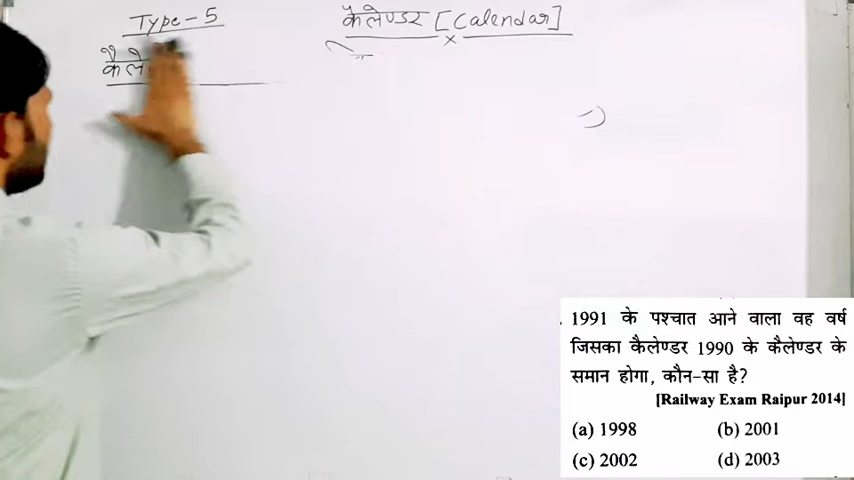 Type-5
कैलेण्डर [Calendar]
x
कैले
1991 के पश्चात आने वाला वह वर्ष
जिसका कैलेण्डर 1990 के कैलेण्डर के
समान होगा, कौन-सा है?
[Railway Exam Raipur 2014]
(a) 1998 (b) 2001
(c) 2002 (d) 2003